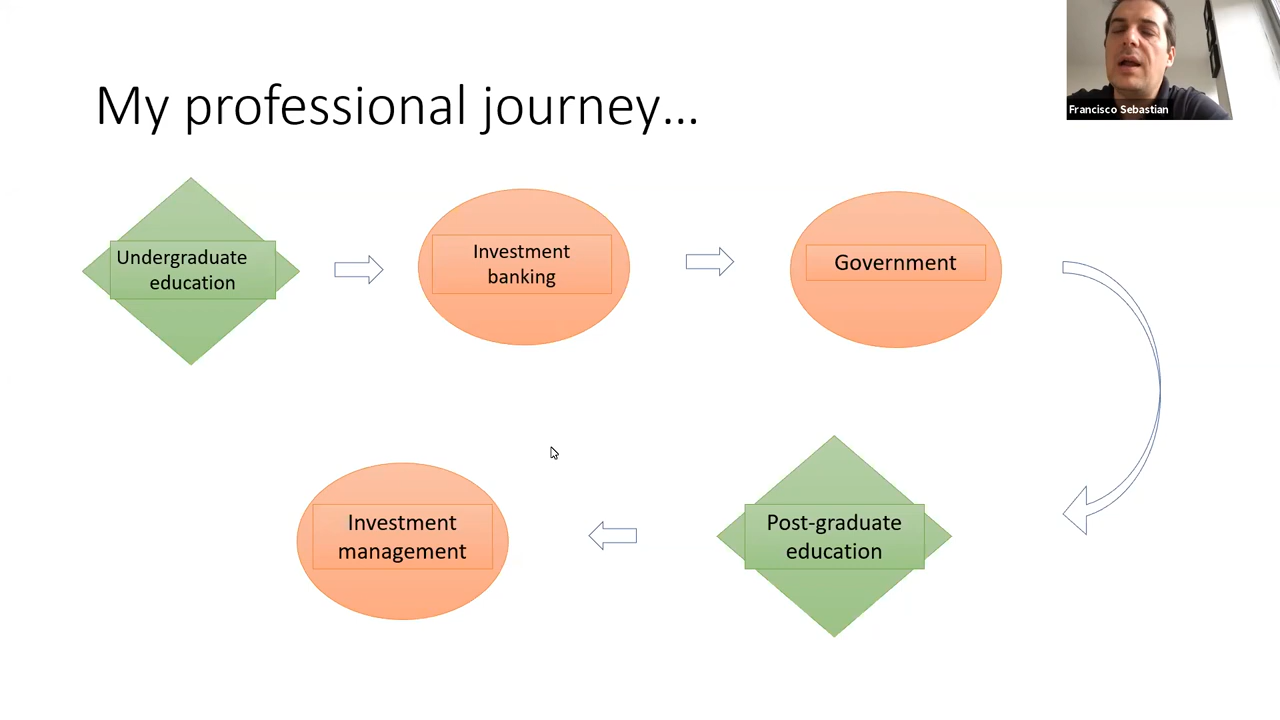 Francisco Sebastian
My professional journey...
Undergraduate
education
Investment
banking
Government
Investment
management
Post-graduate
education